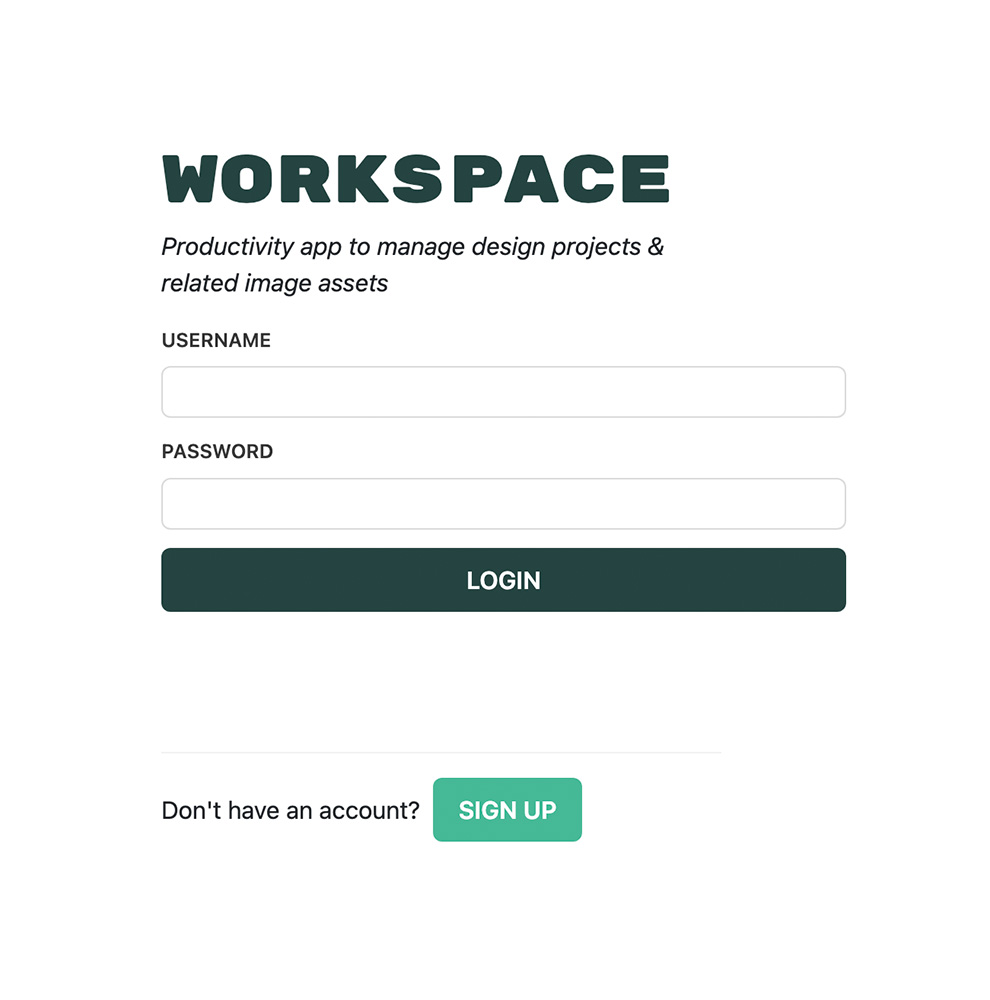 WORKSPACE
Productivity app to manage design projects &
related image assets
USERNAME
PASSWORD
LOGIN
Don't have an account?
SIGN UP